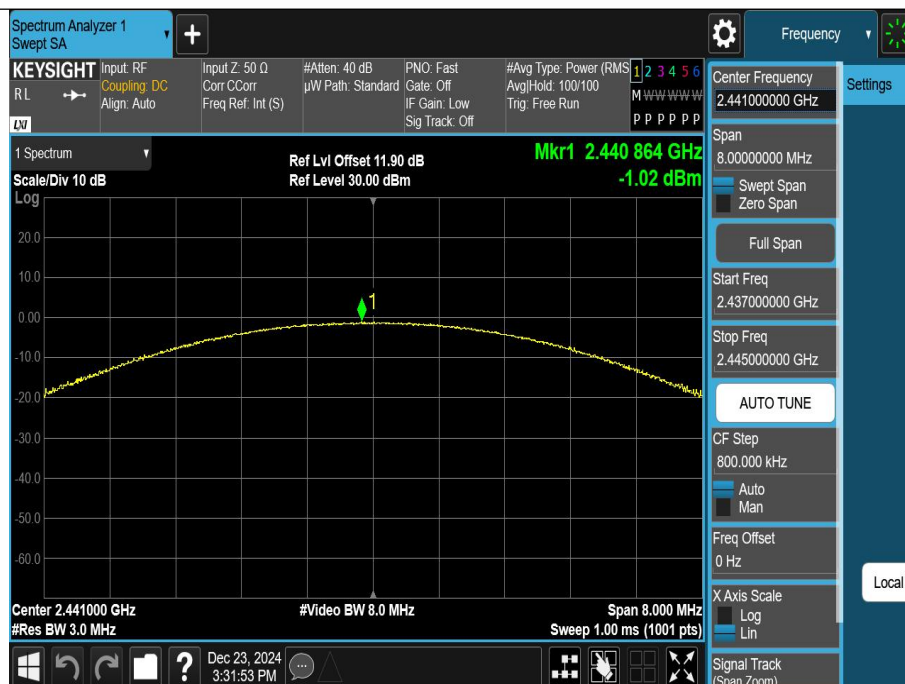 Spectrum Analyzer 1
Swept SA
+
Frequency
KEYSIGHT
R L
LXI
Input: RF
Coupling: DC
Align: Auto
Input Z: 50 Ω
Corr CCorr
Freq Ref: Int (S)
#Atten: 40 dB
µW Path: Standard
PNO: Fast
Gate: Off
IF Gain: Low
Sig Track: Off
#Avg Type: Power (RMS
Avg|Hold: 100/100
Trig: Free Run
1 2 3 4 5 6
M W W W W W
P P P P P P
1 Spectrum
Scale/Div 10 dB
Log
Ref Lvl Offset 11.90 dB
Ref Level 30.00 dBm
Mkr1 2.440 864 GHz
-1.02 dBm
20.0
10.0
0.00
-10.0
-20.0
-30.0
-40.0
-50.0
-60.0
1
Center 2.441000 GHz
#Res BW 3.0 MHz
#Video BW 8.0 MHz
Span 8.000 MHz
Sweep 1.00 ms (1001 pts)
?
Dec 23, 2024
3:31:53 PM
Center Frequency
2.441000000 GHz
Span
8.00000000 MHz
Swept Span
Zero Span
Full Span
Start Freq
2.437000000 GHz
Stop Freq
2.445000000 GHz
AUTO TUNE
CF Step
800.000 kHz
Auto
Man
Freq Offset
0 Hz
X Axis Scale
Log
Lin
Signal Track
(Span Zoom)
Settings
Local